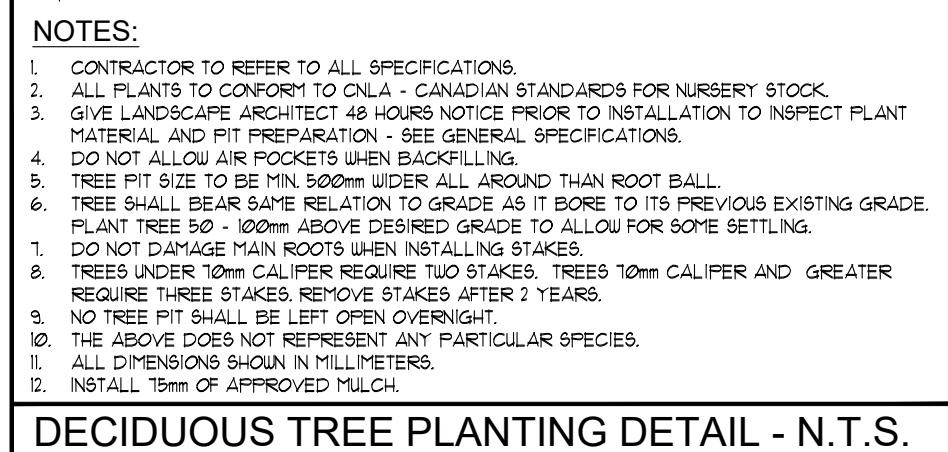 NOTES:
1. CONTRACTOR TO REFER TO ALL SPECIFICATIONS.
2. ALL PLANTS TO CONFORM TO CNLA - CANADIAN STANDARDS FOR NURSERY STOCK.
3. GIVE LANDSCAPE ARCHITECT 48 HOURS NOTICE PRIOR TO INSTALLATION TO INSPECT PLANT
MATERIAL AND PIT PREPARATION - SEE GENERAL SPECIFICATIONS.
4. DO NOT ALLOW AIR POCKETS WHEN BACKFILLING.
5. TREE PIT SIZE TO BE MIN. 500mm WIDER ALL AROUND THAN ROOT BALL.
6. TREE SHALL BEAR SAME RELATION TO GRADE AS IT BORE TO ITS PREVIOUS EXISTING GRADE.
PLANT TREE 50 - 100mm ABOVE DESIRED GRADE TO ALLOW FOR SOME SETTLING.
7. DO NOT DAMAGE MAIN ROOTS WHEN INSTALLING STAKES.
8. TREES UNDER 70mm CALIPER REQUIRE TWO STAKES. TREES 70mm CALIPER AND GREATER
REQUIRE THREE STAKES. REMOVE STAKES AFTER 2 YEARS.
9. NO TREE PIT SHALL BE LEFT OPEN OVERNIGHT.
10. THE ABOVE DOES NOT REPRESENT ANY PARTICULAR SPECIES.
11. ALL DIMENSIONS SHOWN IN MILLIMETERS.
12. INSTALL 75mm OF APPROVED MULCH.
DECIDUOUS TREE PLANTING DETAIL - N.T.S.